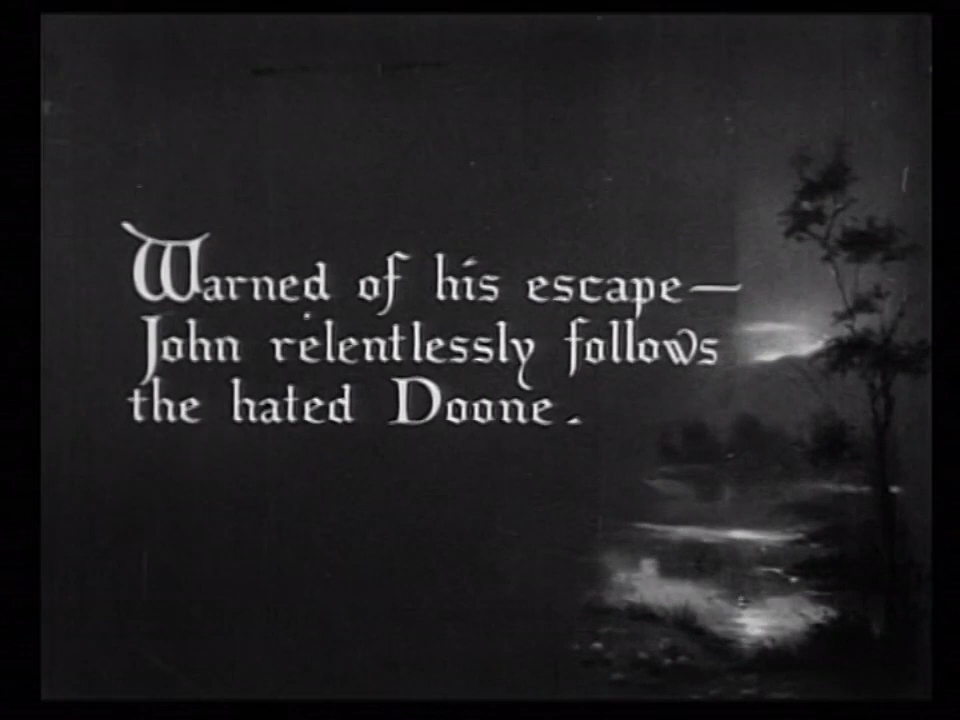 Warned of his escape—
John relentlessly follows
the hated Doone.